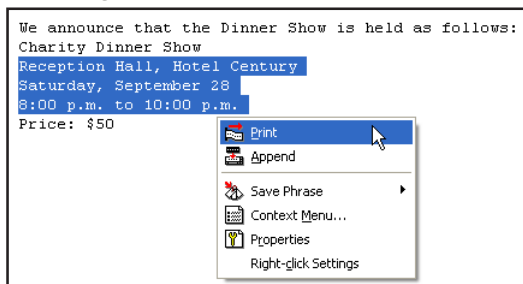 We announce that the Dinner Show is held as follows:
Charity Dinner Show
Reception Hall, Hotel Century
Saturday, September 28
8:00 p.m. to 10:00 p.m.
Price: $50
Print
Append
Save Phrase
Context Menu...
Properties
Right-click Settings